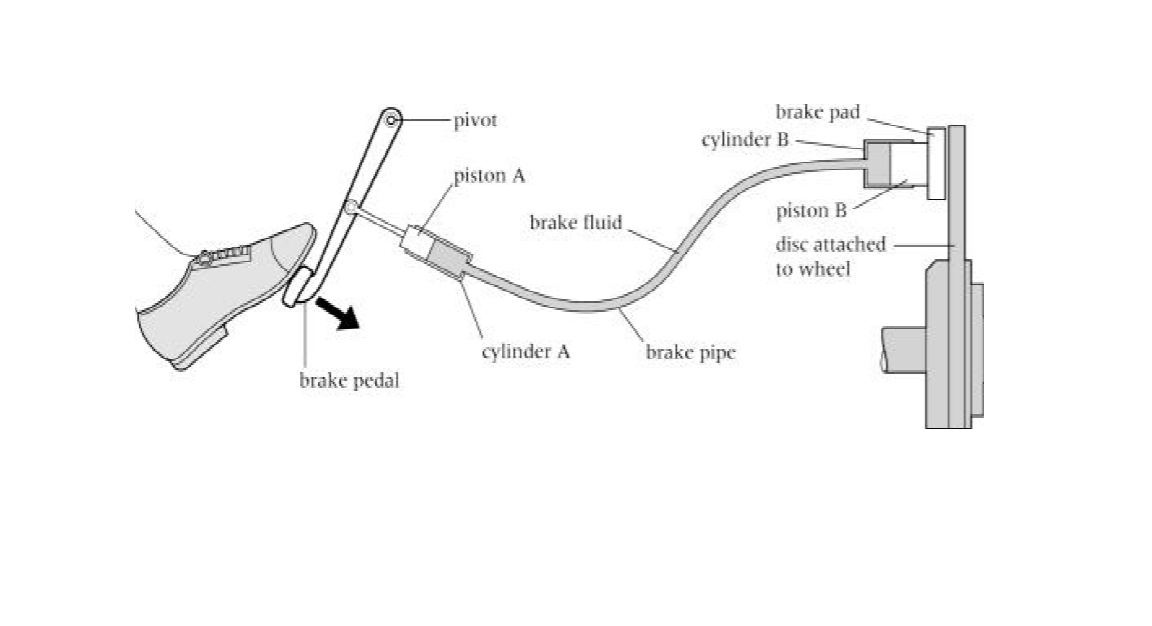 brake pad
pivot
cylinder B
piston A
piston B
brake fluid
disc attached
to wheel
cylinder A
brake pipe
brake pedal